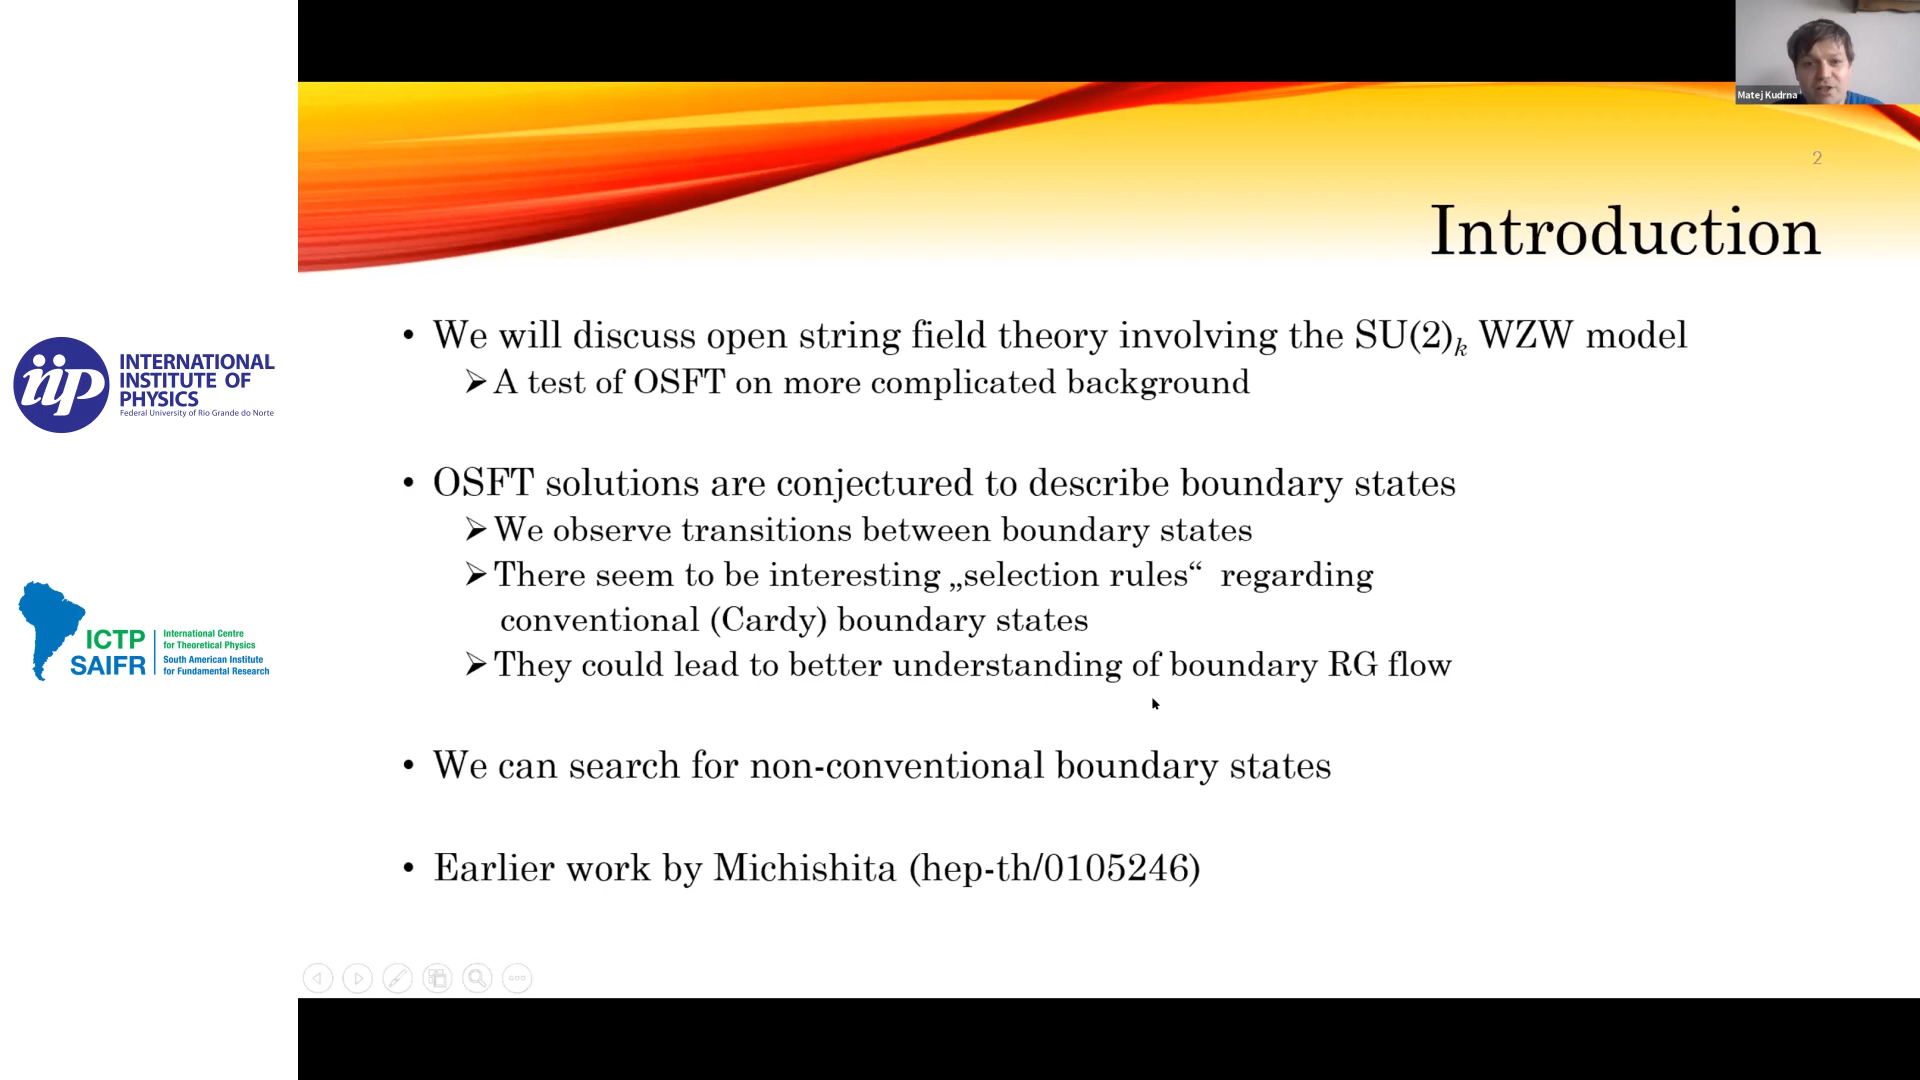 Matej Kudrna
2
Introduction
• We will discuss open string field theory involving the SU(2)k WZW model
➢ A test of OSFT on more complicated background
• OSFT solutions are conjectured to describe boundary states
➢ We observe transitions between boundary states
➢ There seem to be interesting „selection rules“ regarding
conventional (Cardy) boundary states
➢ They could lead to better understanding of boundary RG flow
• We can search for non-conventional boundary states
• Earlier work by Michishita (hep-th/0105246)
iip
INTERNATIONAL
INSTITUTE OF
PHYSICS
Federal University of Rio Grande do Norte
ICTP
SAIFR
International Centre
for Theoretical Physics
South American Institute
for Fundamental Research